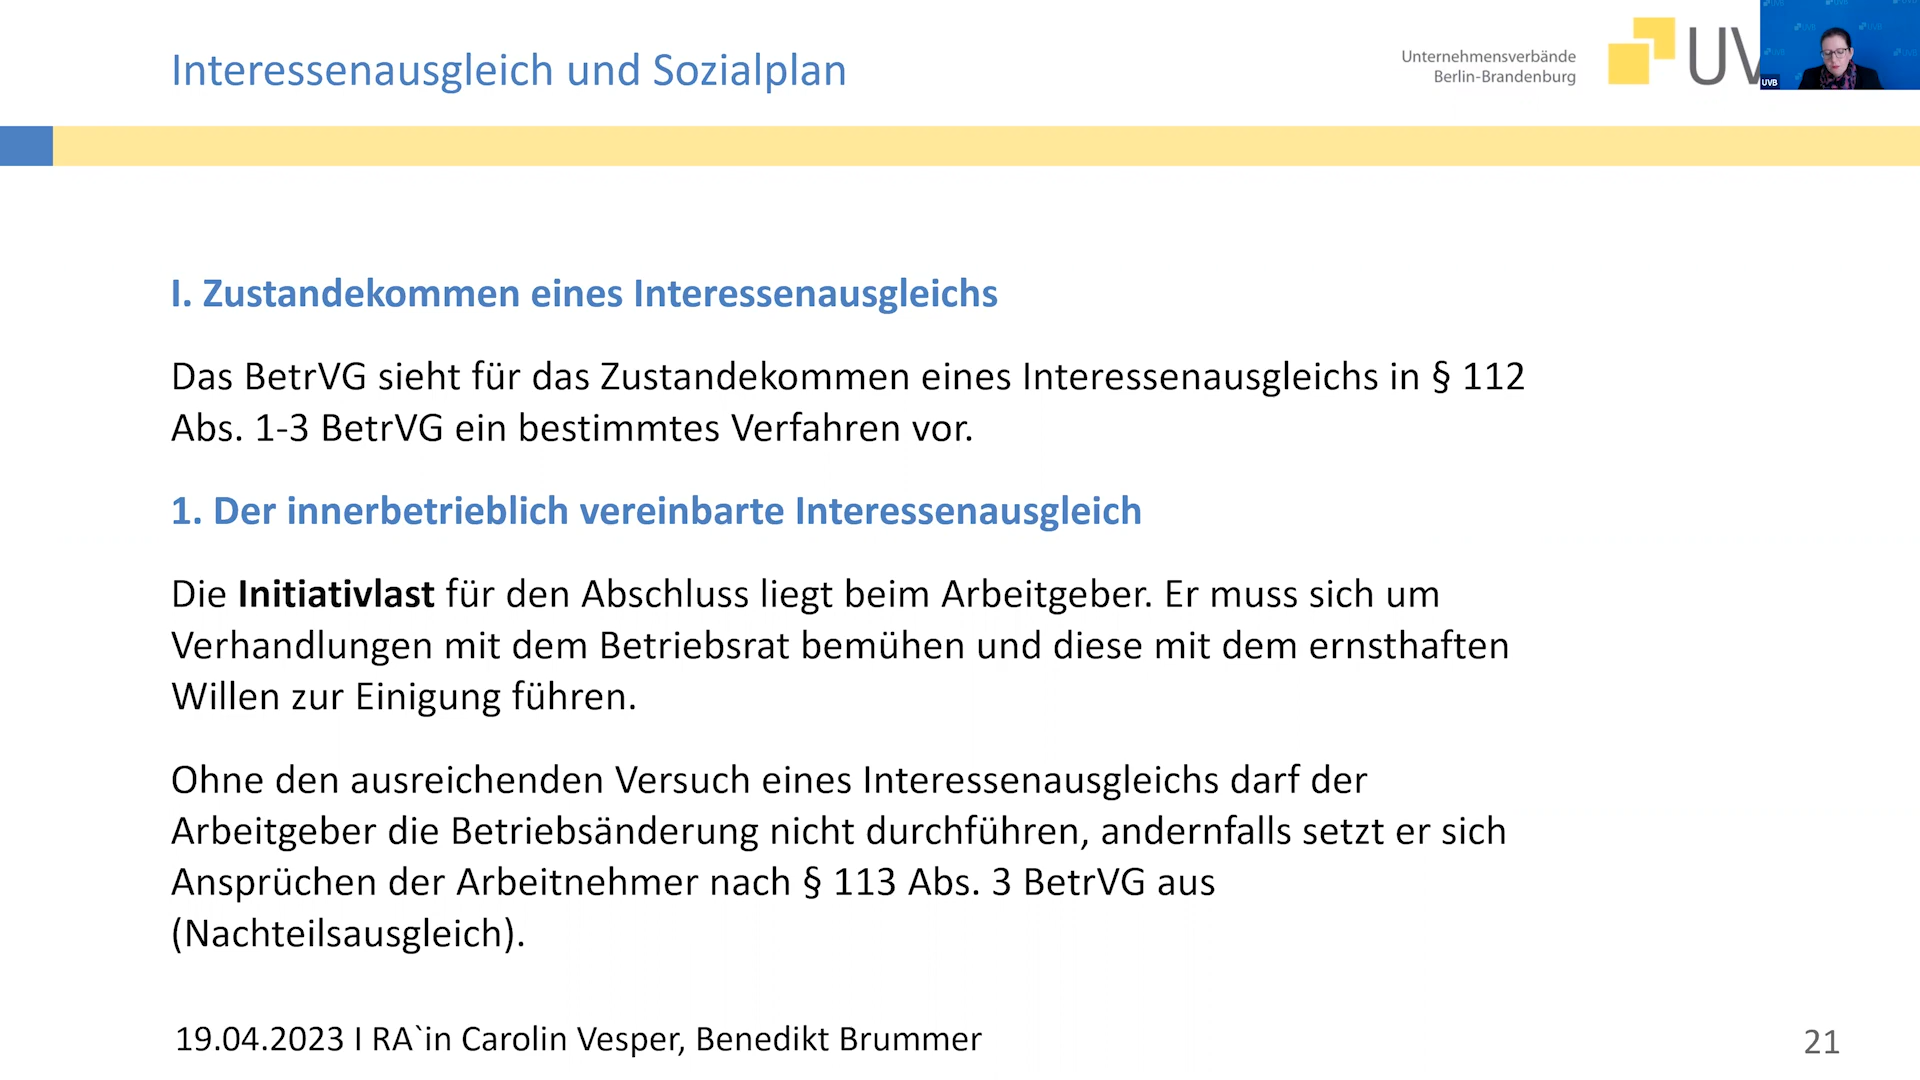 Interessenausgleich und Sozialplan
Unternehmensverbände
Berlin-Brandenburg
UV
UVB
I. Zustandekommen eines Interessenausgleichs
Das BetrVG sieht für das Zustandekommen eines Interessenausgleichs in § 112
Abs. 1-3 BetrVG ein bestimmtes Verfahren vor.
1. Der innerbetrieblich vereinbarte Interessenausgleich
Die Initiativlast für den Abschluss liegt beim Arbeitgeber. Er muss sich um
Verhandlungen mit dem Betriebsrat bemühen und diese mit dem ernsthaften
Willen zur Einigung führen.
Ohne den ausreichenden Versuch eines Interessenausgleichs darf der
Arbeitgeber die Betriebsänderung nicht durchführen, andernfalls setzt er sich
Ansprüchen der Arbeitnehmer nach § 113 Abs. 3 BetrVG aus
(Nachteilsausgleich).
19.04.2023 I RA`in Carolin Vesper, Benedikt Brummer
21